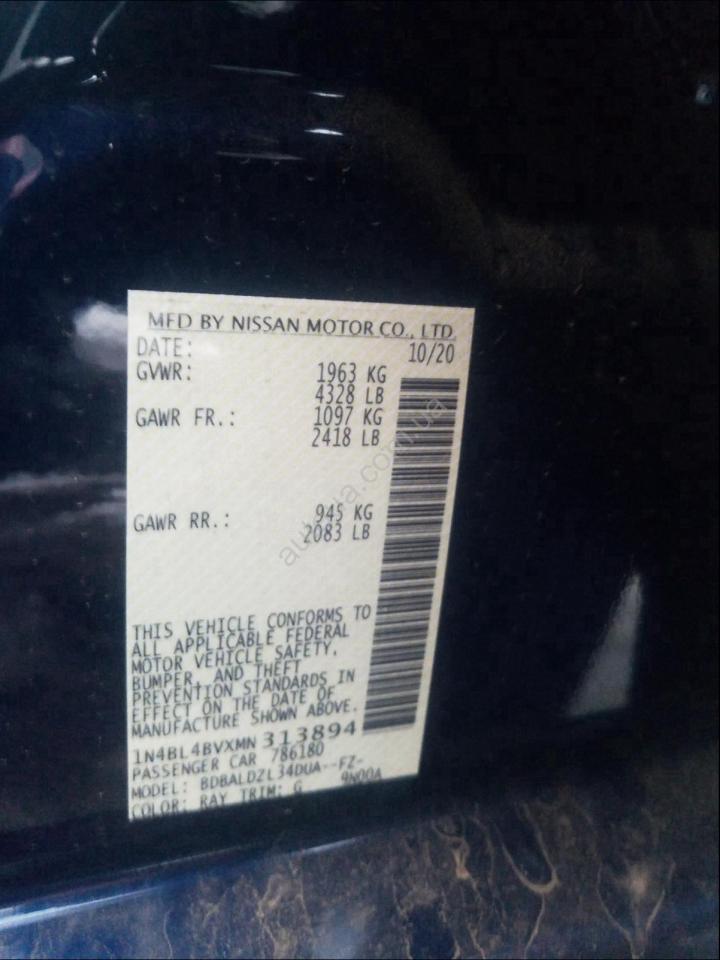 MFD BY NISSAN MOTOR CO., LTD.
DATE: 10/20
GVWR: 1963 KG
4328 LB
GAWR FR.: 1097 KG
2418 LB
GAWR RR.: 945 KG
2083 LB
THIS VEHICLE CONFORMS TO
ALL APPLICABLE FEDERAL
MOTOR VEHICLE SAFETY,
BUMPER, AND THEFT
PREVENTION STANDARDS IN
EFFECT ON THE DATE OF
MANUFACTURE SHOWN ABOVE.
1N4BL4BVXMN313894
PASSENGER CAR 786180
MODEL: BDBALDZL34DUA--FZ-
9N00A
COLOR: RAY TRIM: G